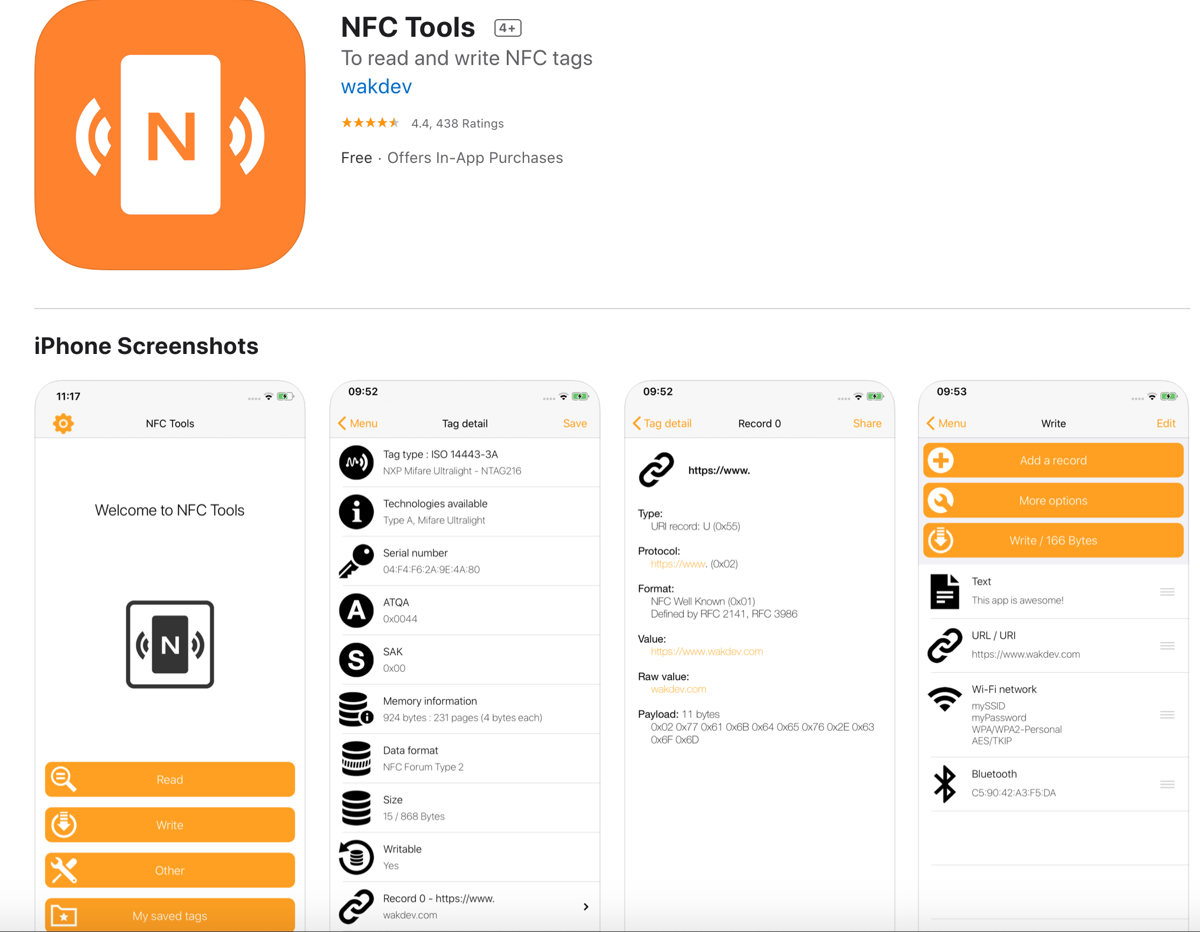 N
NFC Tools 4+
To read and write NFC tags
wakdev
4.4, 438 Ratings
Free · Offers In-App Purchases
iPhone Screenshots
11:17
NFC Tools
Welcome to NFC Tools
N
Read
Write
Other
My saved tags
09:52
Menu Tag detail Save
Tag type : ISO 14443-3A
NXP Mifare Ultralight - NTAG216
Technologies available
Type A, Mifare Ultralight
Serial number
04:F4:F6:2A:9E:4A:80
A
ATQA
0x0044
S
SAK
0x00
Memory information
924 bytes : 231 pages (4 bytes each)
Data format
NFC Forum Type 2
Size
15 / 868 Bytes
Writable
Yes
Record 0 - https://www.
wakdev.com
09:52
Tag detail Record 0 Share
https://www.
Type:
URI record: U (0x55)
Protocol:
https://www. (0x02)
Format:
NFC Well Known (0x01)
Defined by RFC 2141, RFC 3986
Value:
https://www.wakdev.com
Raw value:
wakdev.com
Payload: 11 bytes
0x02 0x77 0x61 0x6B 0x64 0x65 0x76 0x2E 0x63
0x6F 0x6D
09:53
Menu Write Edit
Add a record
More options
Write / 166 Bytes
Text
This app is awesome!
URL / URI
https://www.wakdev.com
Wi-Fi network
mySSID
myPassword
WPA/WPA2-Personal
AES/TKIP
Bluetooth
C5:90:42:A3:F5:DA